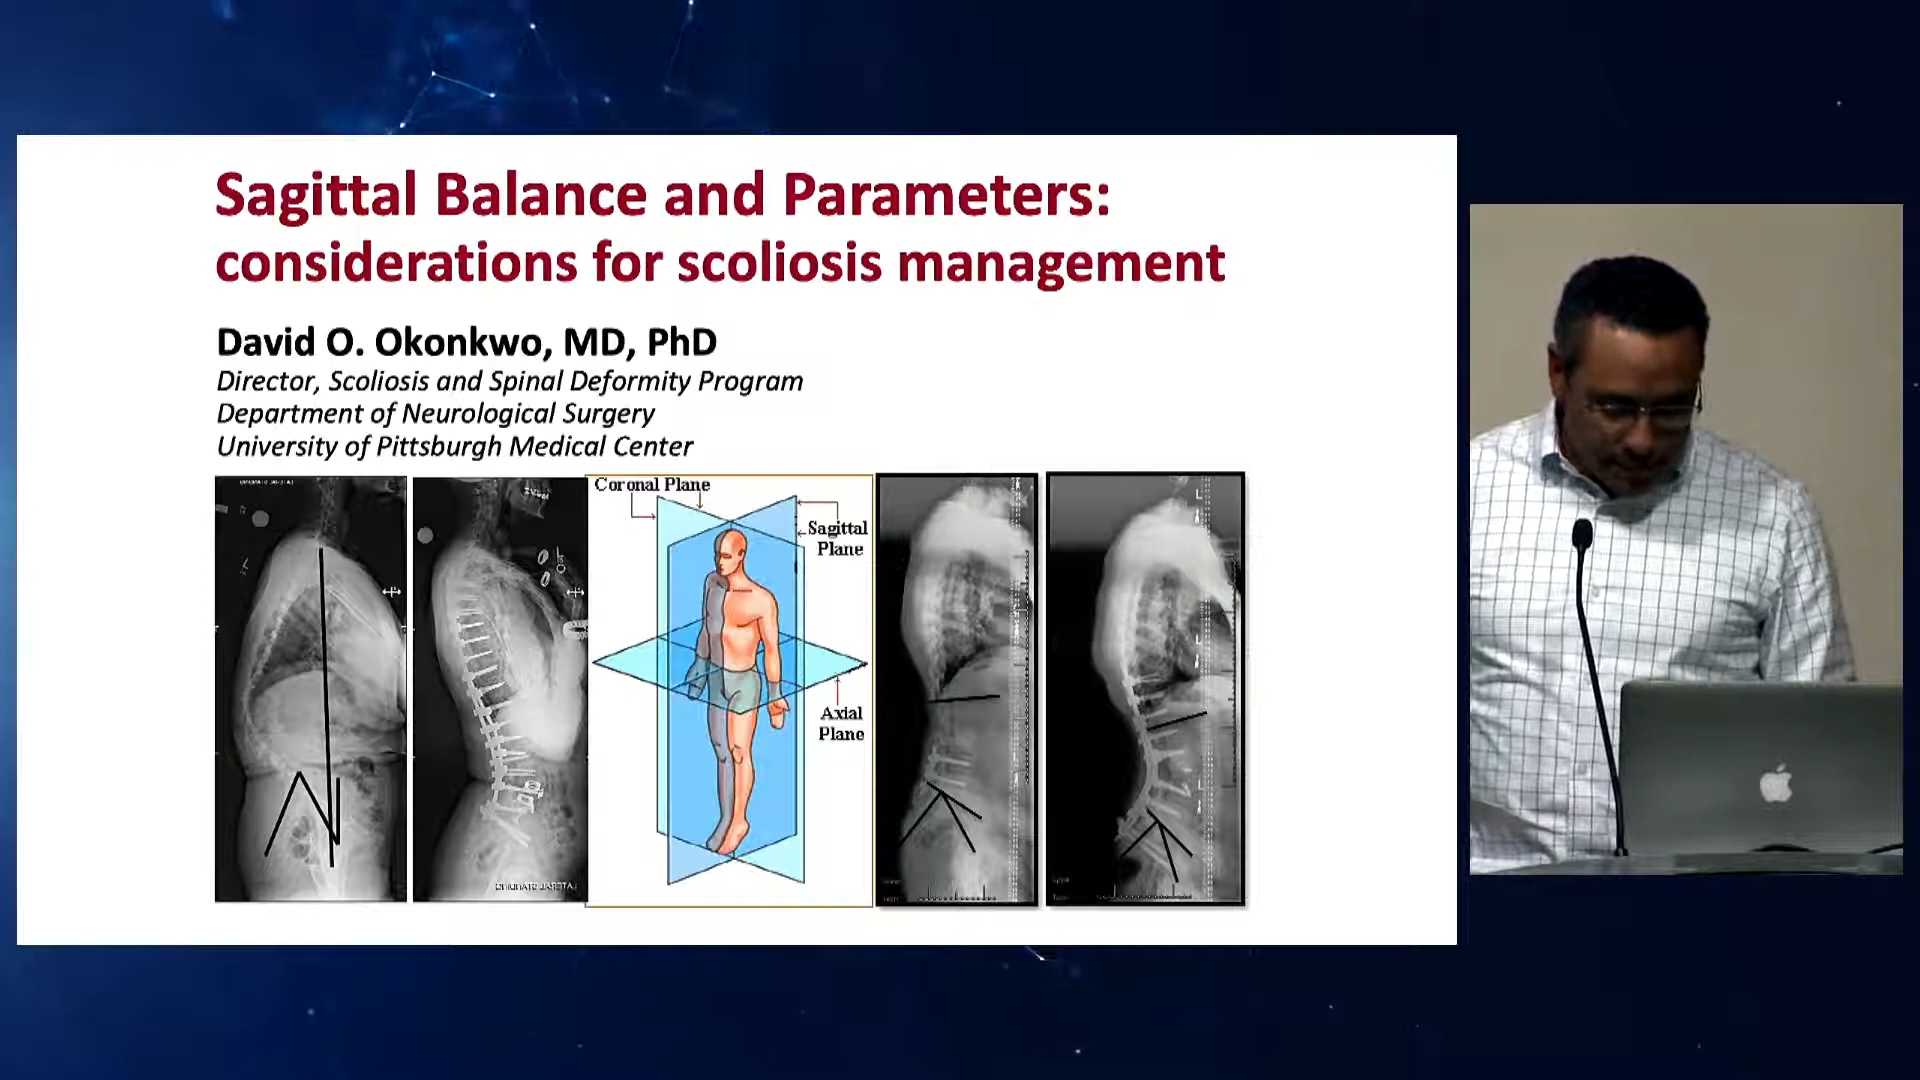 Sagittal Balance and Parameters:
considerations for scoliosis management
David O. Okonkwo, MD, PhD
Director, Scoliosis and Spinal Deformity Program
Department of Neurological Surgery
University of Pittsburgh Medical Center
Coronal Plane
Sagittal
Plane
Axial
Plane